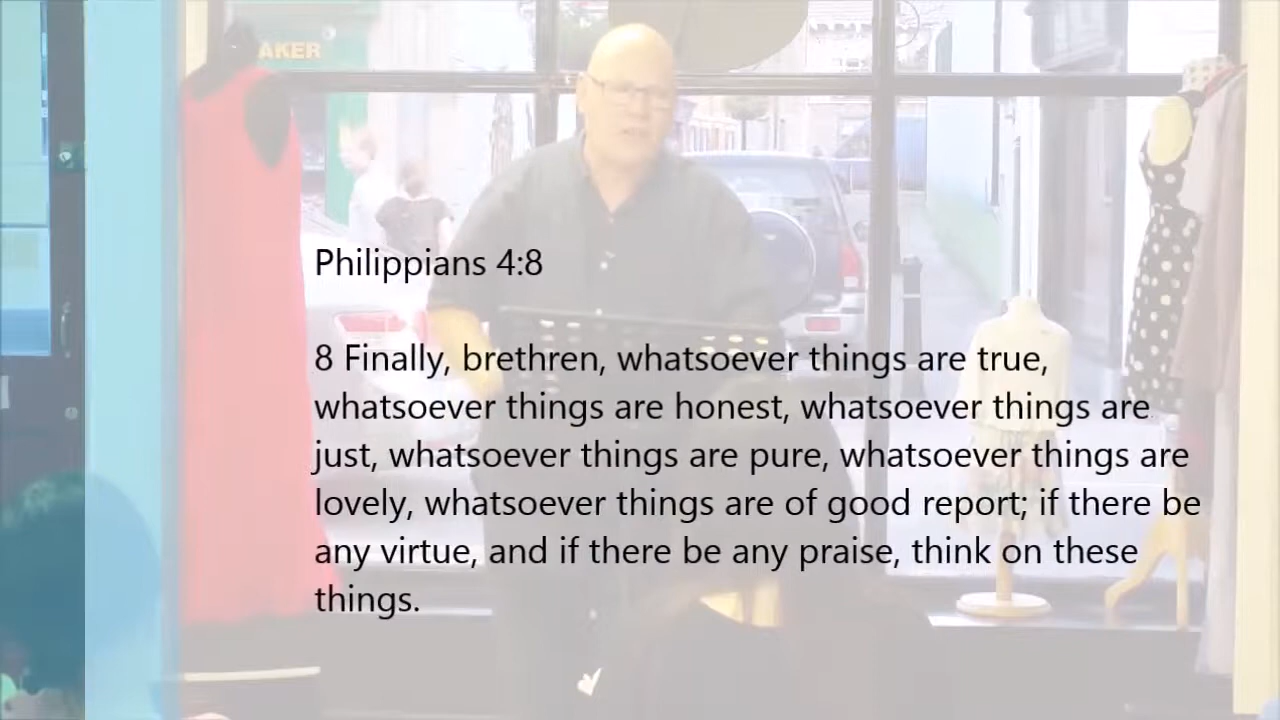 AKER
Philippians 4:8
8 Finally, brethren, whatsoever things are true,
whatsoever things are honest, whatsoever things are
just, whatsoever things are pure, whatsoever things are
lovely, whatsoever things are of good report; if there be
any virtue, and if there be any praise, think on these
things.